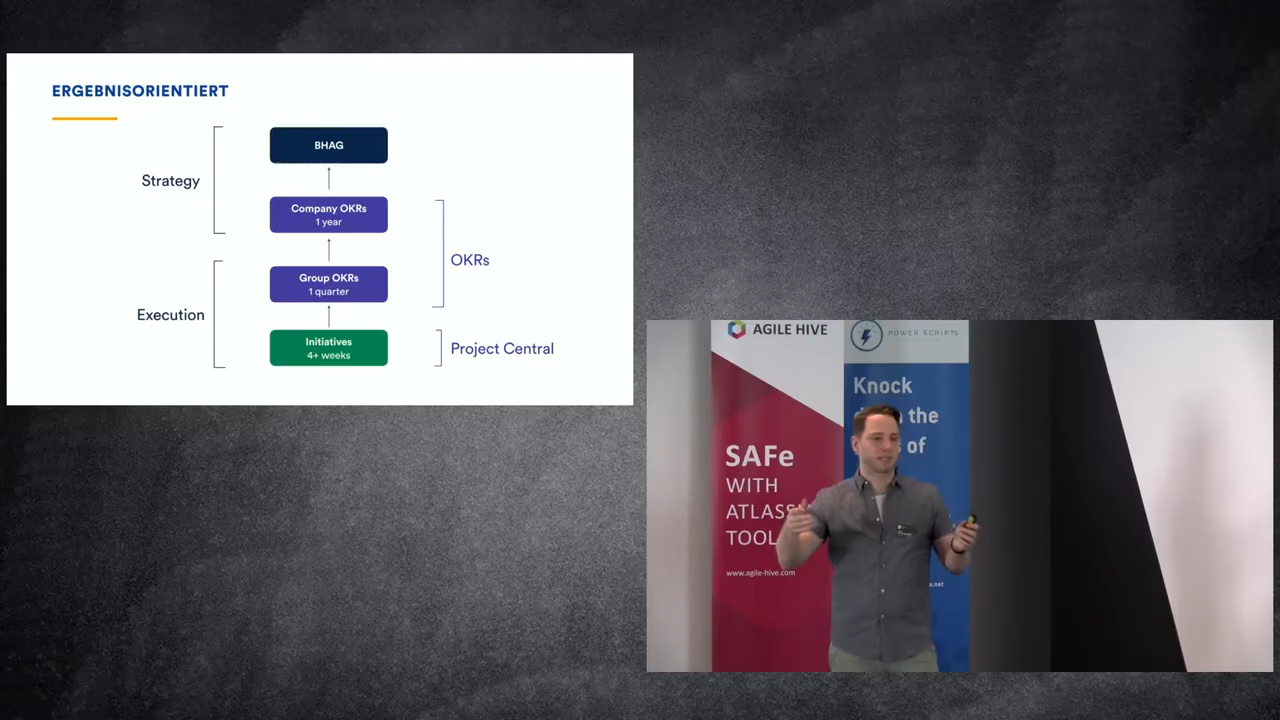 ERGEBNISORIENTIERT
Strategy
Execution
BHAG
Company OKRs
1 year
Group OKRs
1 quarter
Initiatives
4+ weeks
OKRs
Project Central
AGILE HIVE
SAFe
WITH
ATLASS
TOOL
www.agile-hive.com
POWER SCRIPTS
Knock
the
of